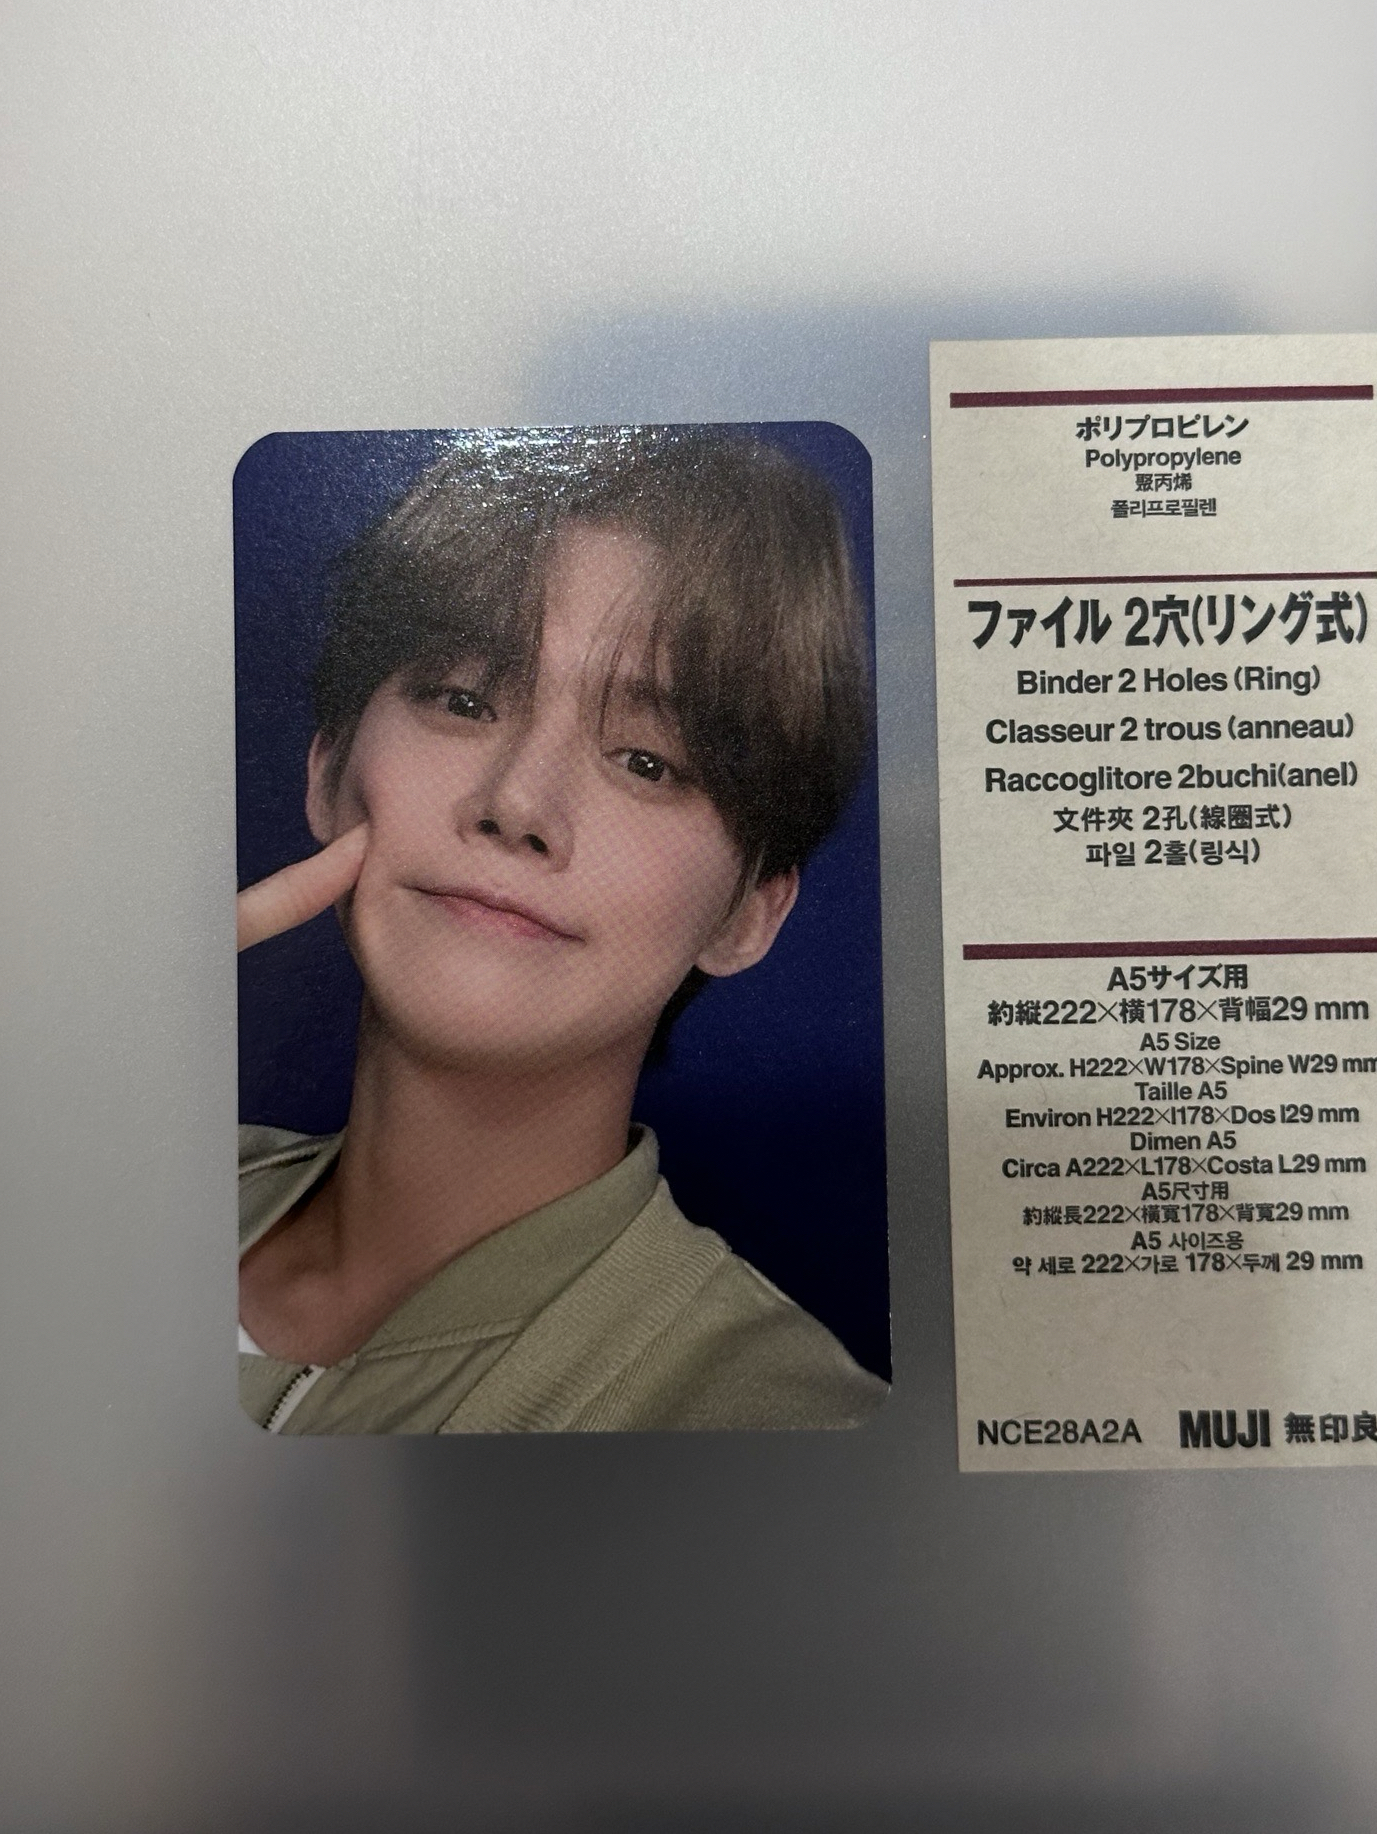 ポリプロピレン
Polypropylene
聚丙烯
폴리프로필렌
ファイル 2穴(リング式)
Binder 2 Holes (Ring)
Classeur 2 trous (anneau)
Raccoglitore 2buchi(anel)
文件夾 2孔(線圈式)
파일 2홀(링식)
A5サイズ用
約縦222×横178×背幅29 mm
A5 Size
Approx. H222×W178×Spine W29 mm
Taille A5
Environ H222×l178×Dos l29 mm
Dimen A5
Circa A222×L178×Costa L29 mm
A5尺寸用
約縱長222×橫寬178×背寬29 mm
A5 사이즈용
약 세로 222×가로 178×두께 29 mm
NCE28A2A MUJI 無印良